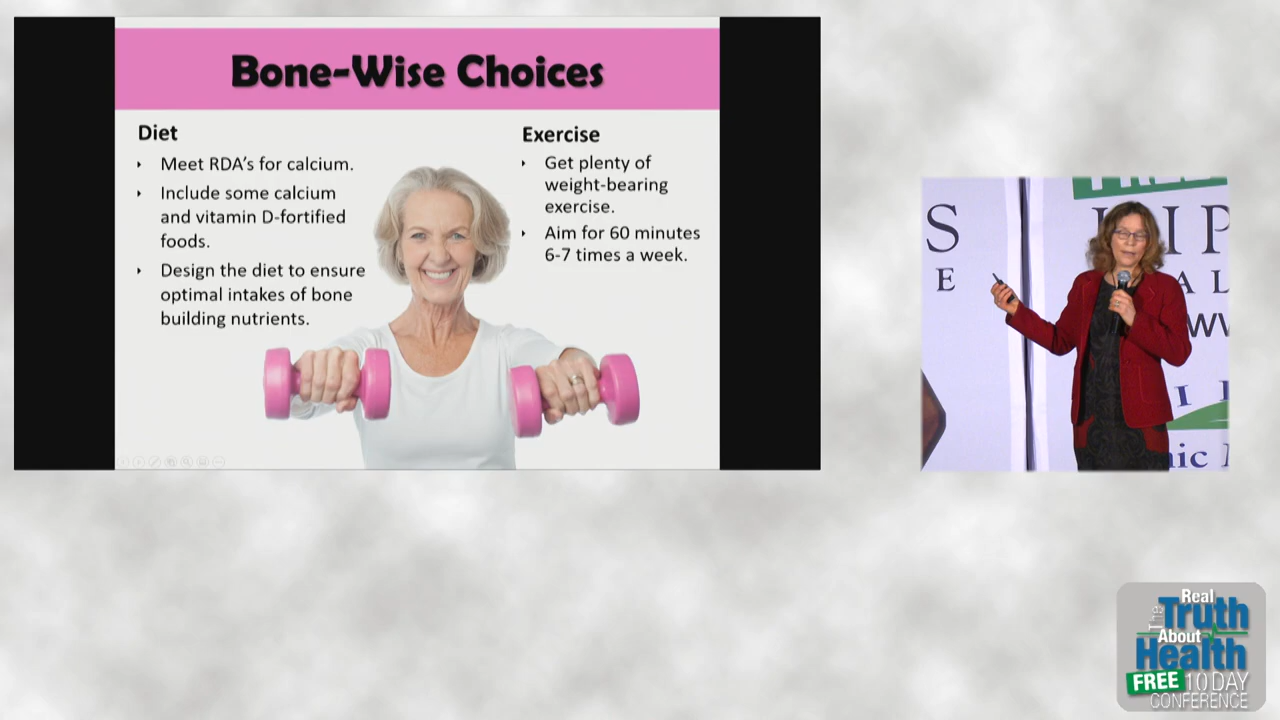 Bone-Wise Choices
Diet
Meet RDA's for calcium.
Include some calcium
and vitamin D-fortified
foods.
Design the diet to ensure
optimal intakes of bone
building nutrients.
Exercise
Get plenty of
weight-bearing
exercise.
Aim for 60 minutes
6-7 times a week.
S
E
IP
AL
The Real
Truth
About
Health
FREE 10 DAY
CONFERENCE